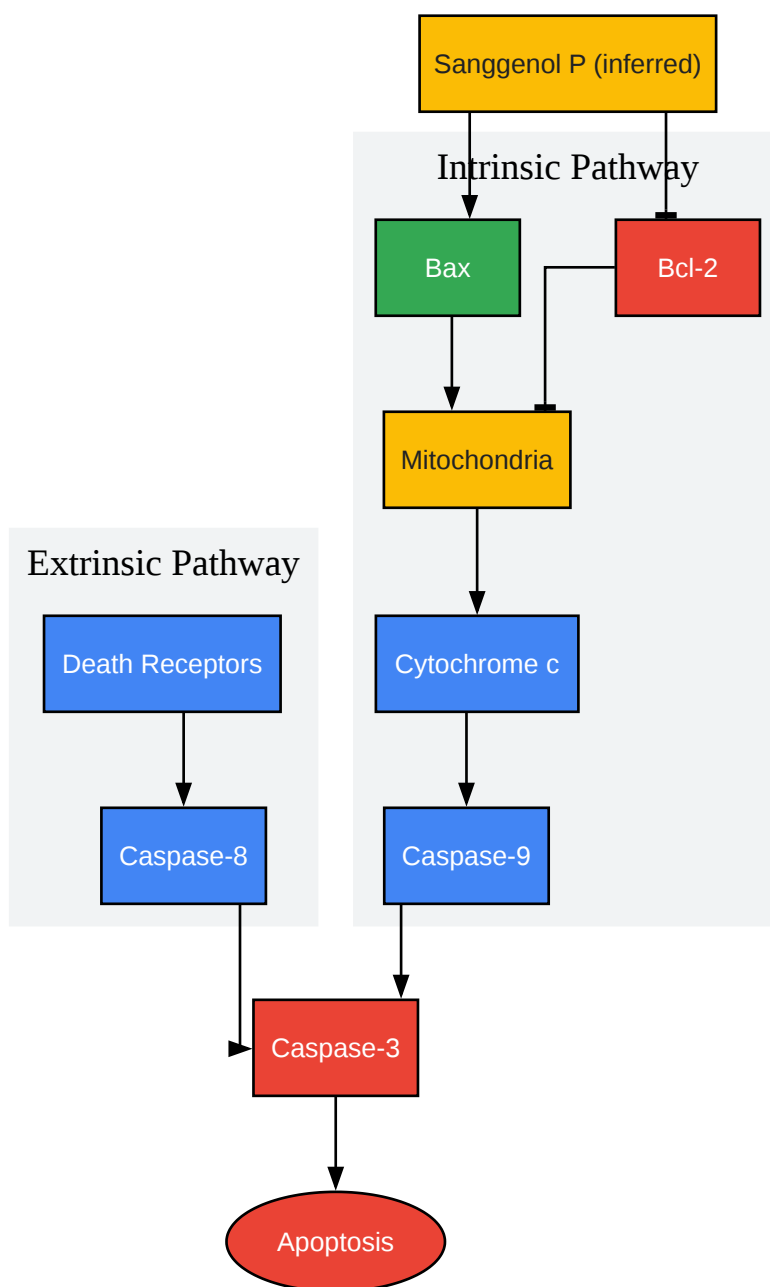 Sanggenol P (inferred)
Intrinsic Pathway
Bax
Bcl-2
Mitochondria
Extrinsic Pathway
Death Receptors
Cytochrome c
Caspase-8
Caspase-9
Caspase-3
Apoptosis